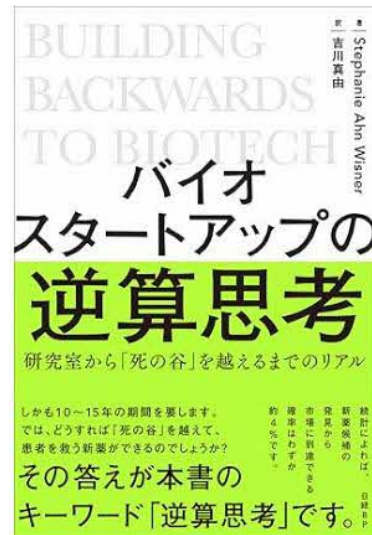 BUILDING
BACKWARDS
TO BIOTECH
著 Stephanie Ahn Wisner
訳 吉川真由
バイオ
スタートアップの
逆算思考
研究室から「死の谷」を越えるまでのリアル
統計によれば、
新薬候補の
発見から
市場に到達できる
確率はわずか
約4%です。
しかも10〜15年の期間を要します。
では、どうすれば「死の谷」を越えて、
患者を救う新薬ができるのでしょうか?
その答えが本書の
キーワード「逆算思考」です。
日経BP